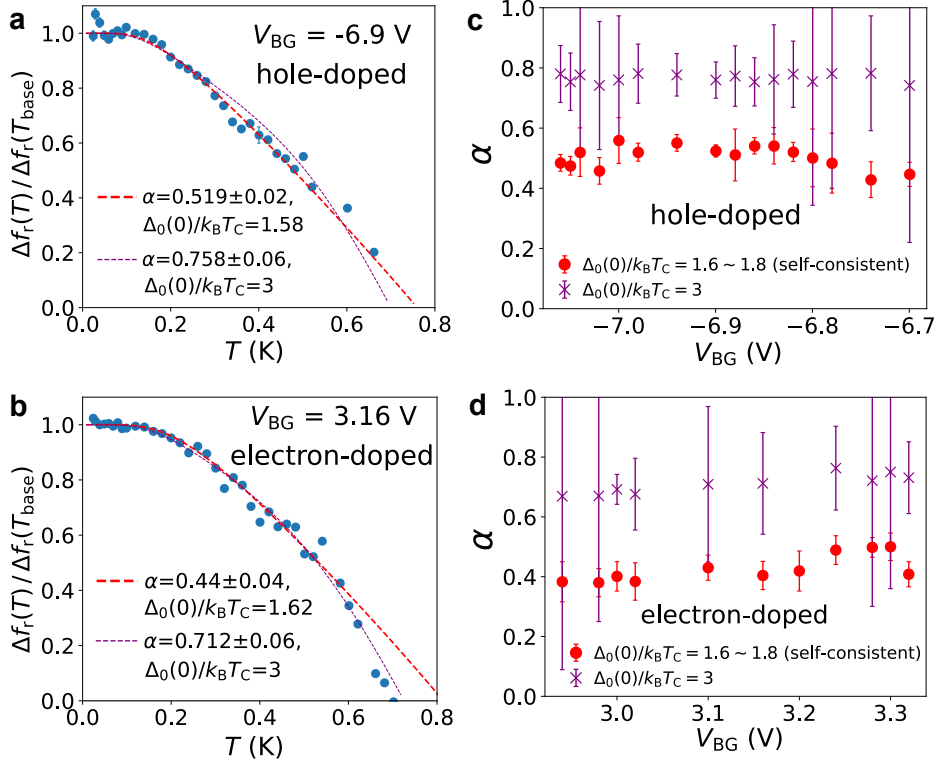 a
V_BG = -6.9 V
hole-doped
Δf_r(T) / Δf_r(T_base)
1.0
0.8
0.6
0.4
0.2
0.0
α=0.519±0.02,
Δ₀(0)/k_BT_C=1.58
α=0.758±0.06,
Δ₀(0)/k_BT_C=3
0.0 0.2 0.4 0.6 0.8
T (K)
c
α
1.0
0.8
0.6
0.4
0.2
0.0
hole-doped
Δ₀(0)/k_BT_C = 1.6 ~ 1.8 (self-consistent)
Δ₀(0)/k_BT_C = 3
−7.0 −6.9 −6.8 −6.7
V_BG (V)
b
V_BG = 3.16 V
electron-doped
Δf_r(T) / Δf_r(T_base)
1.0
0.8
0.6
0.4
0.2
0.0
α=0.44±0.04,
Δ₀(0)/k_BT_C=1.62
α=0.712±0.06,
Δ₀(0)/k_BT_C=3
0.0 0.2 0.4 0.6 0.8
T (K)
d
α
1.0
0.8
0.6
0.4
0.2
0.0
electron-doped
Δ₀(0)/k_BT_C = 1.6 ~ 1.8 (self-consistent)
Δ₀(0)/k_BT_C = 3
3.0 3.1 3.2 3.3
V_BG (V)